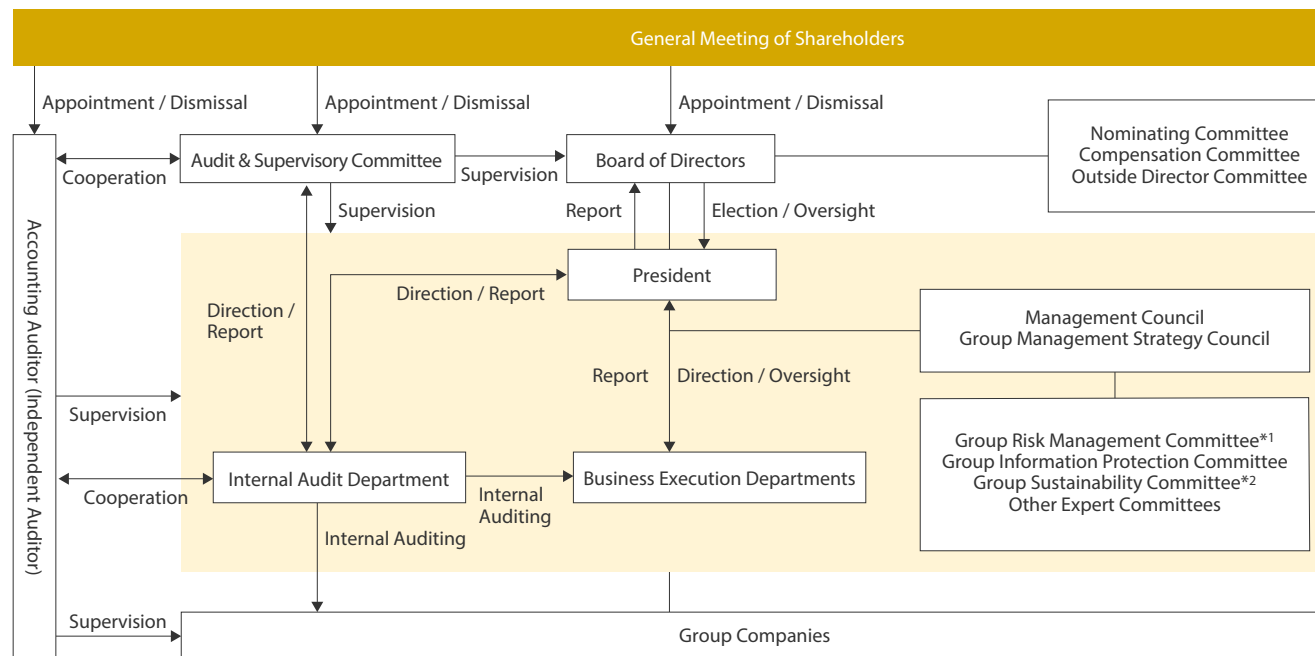 General Meeting of Shareholders
Appointment / Dismissal
Appointment / Dismissal
Appointment / Dismissal
Nominating Committee
Compensation Committee
Outside Director Committee
Audit & Supervisory Committee
Board of Directors
Cooperation
Supervision
Supervision
Report
Election / Oversight
Accounting Auditor (Independent Auditor)
President
Direction / Report
Direction /
Report
Management Council
Group Management Strategy Council
Report
Direction / Oversight
Supervision
Group Risk Management Committee*1
Group Information Protection Committee
Group Sustainability Committee*2
Other Expert Committees
Internal Audit Department
Business Execution Departments
Cooperation
Internal
Auditing
Internal Auditing
Supervision
Group Companies